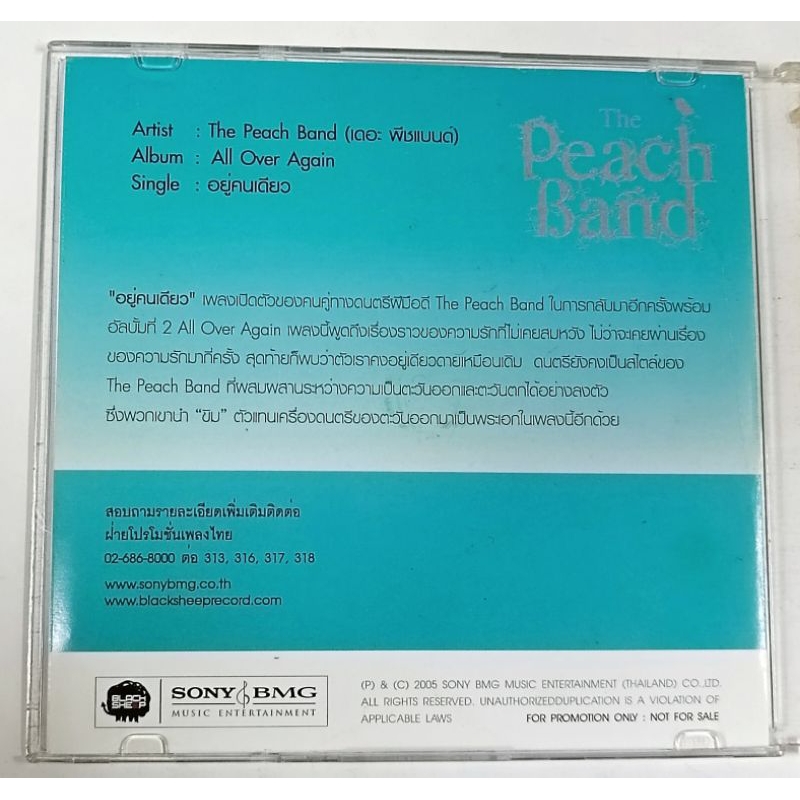 The
Peach
Band
Artist : The Peach Band (เดอะ พีชแบนด์)
Album : All Over Again
Single : อยู่คนเดียว
"อยู่คนเดียว" เพลงเปิดตัวของคนคู่ทางดนตรีฝีมือดี The Peach Band ในการกลับมาอีกครั้งพร้อม
อัลบั้มที่ 2 All Over Again เพลงนี้พูดถึงเรื่องราวของความรักที่ไม่เคยสมหวัง ไม่ว่าจะเคยผ่านเรื่อง
ของความรักมากี่ครั้ง สุดท้ายก็พบว่าตัวเราคงอยู่เดียวดายเหมือนเดิม ดนตรียังคงเป็นสไตล์ของ
The Peach Band ที่ผสมผสานระหว่างความเป็นตะวันออกและตะวันตกได้อย่างลงตัว
ซึ่งพวกเขานำ "ขิม" ตัวแทนเครื่องดนตรีของตะวันออกมาเป็นพระเอกในเพลงนี้อีกด้วย
สอบถามรายละเอียดเพิ่มเติมติดต่อ
ฝ่ายโปรโมชั่นเพลงไทย
02-686-8000 ต่อ 313, 316, 317, 318
www.sonybmg.co.th
www.blacksheeprecord.com
BLACK
SHEEP
SONY BMG
MUSIC ENTERTAINMENT
(P) & (C) 2005 SONY BMG MUSIC ENTERTAINMENT (THAILAND) CO.,LTD.
ALL RIGHTS RESERVED. UNAUTHORIZEDDUPLICATION IS A VIOLATION OF
APPLICABLE LAWS FOR PROMOTION ONLY : NOT FOR SALE